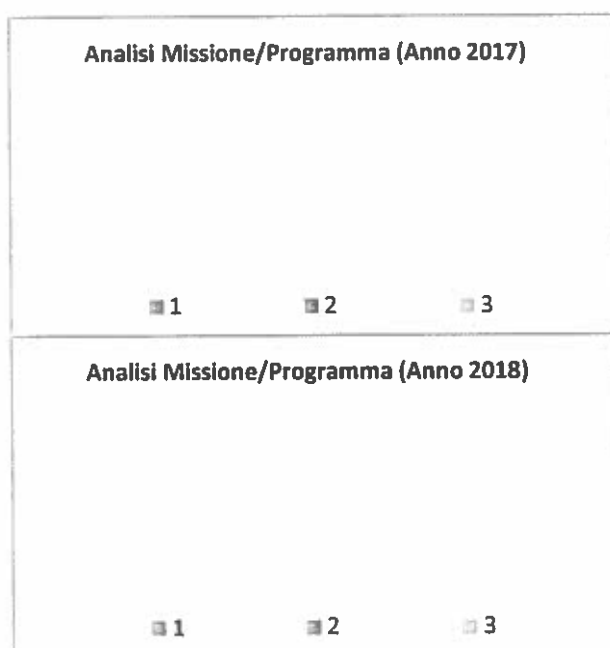 Analisi Missione/Programma (Anno 2017)
1 2 3
Analisi Missione/Programma (Anno 2018)
1 2 3